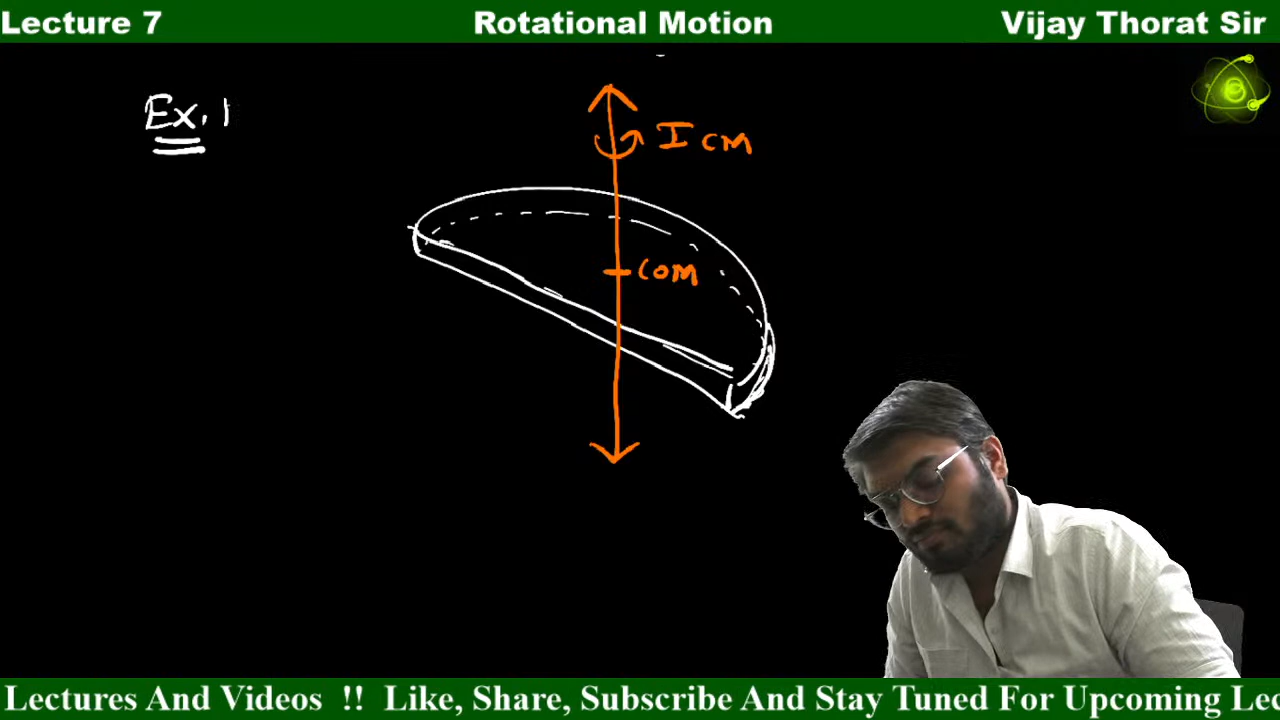 Lecture 7 Rotational Motion Vijay Thorat Sir
Ex. 1
I CM
COM
Lectures And Videos !! Like, Share, Subscribe And Stay Tuned For Upcoming Lec